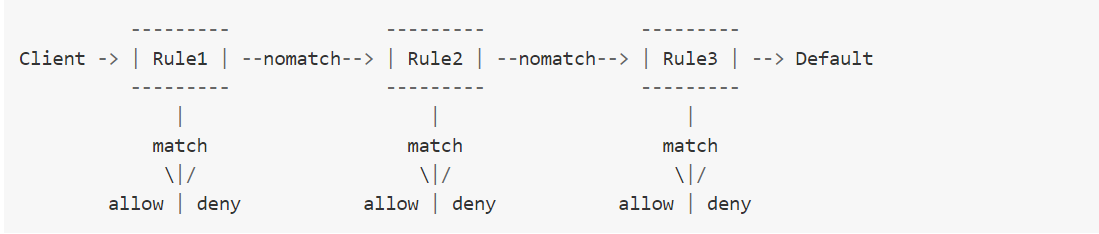 ---------              ---------              ---------
Client -> | Rule1 | --nomatch--> | Rule2 | --nomatch--> | Rule3 | --> Default
              ---------              ---------              ---------
                  |                      |                      |
                match                  match                  match
                 \|/                    \|/                    \|/
            allow | deny           allow | deny           allow | deny